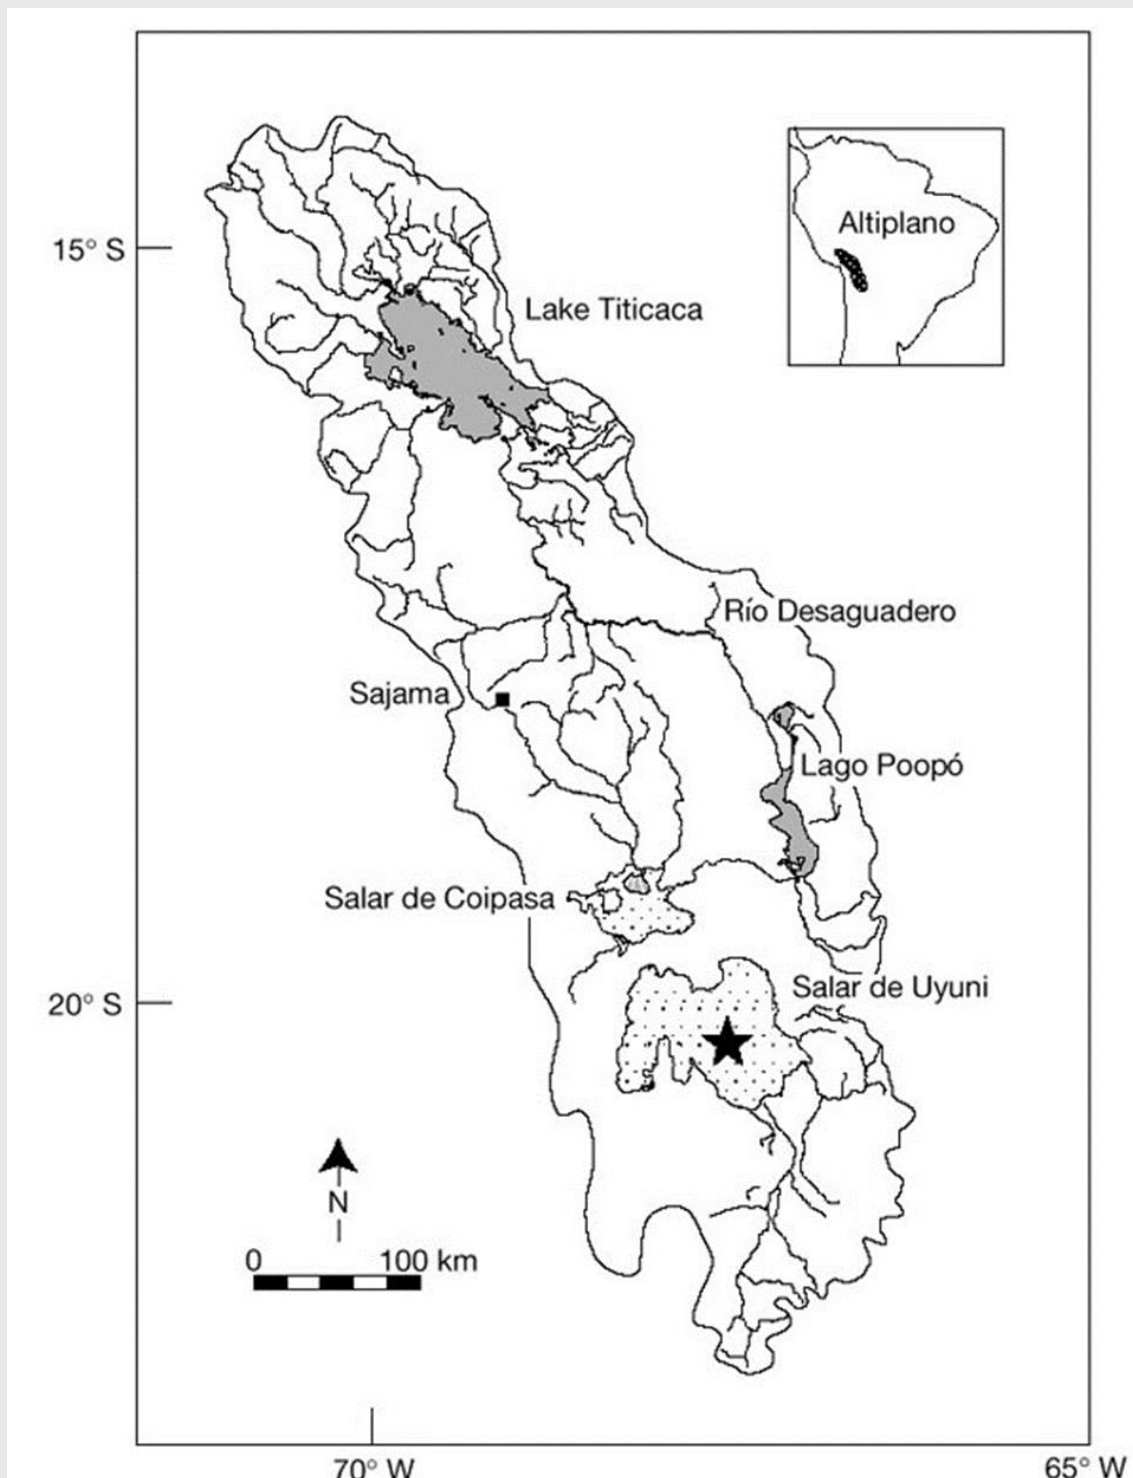 Altiplano
15° S
Lake Titicaca
Río Desaguadero
Sajama
Lago Poopó
Salar de Coipasa
Salar de Uyuni
20° S
N
0 100 km
70° W
65° W